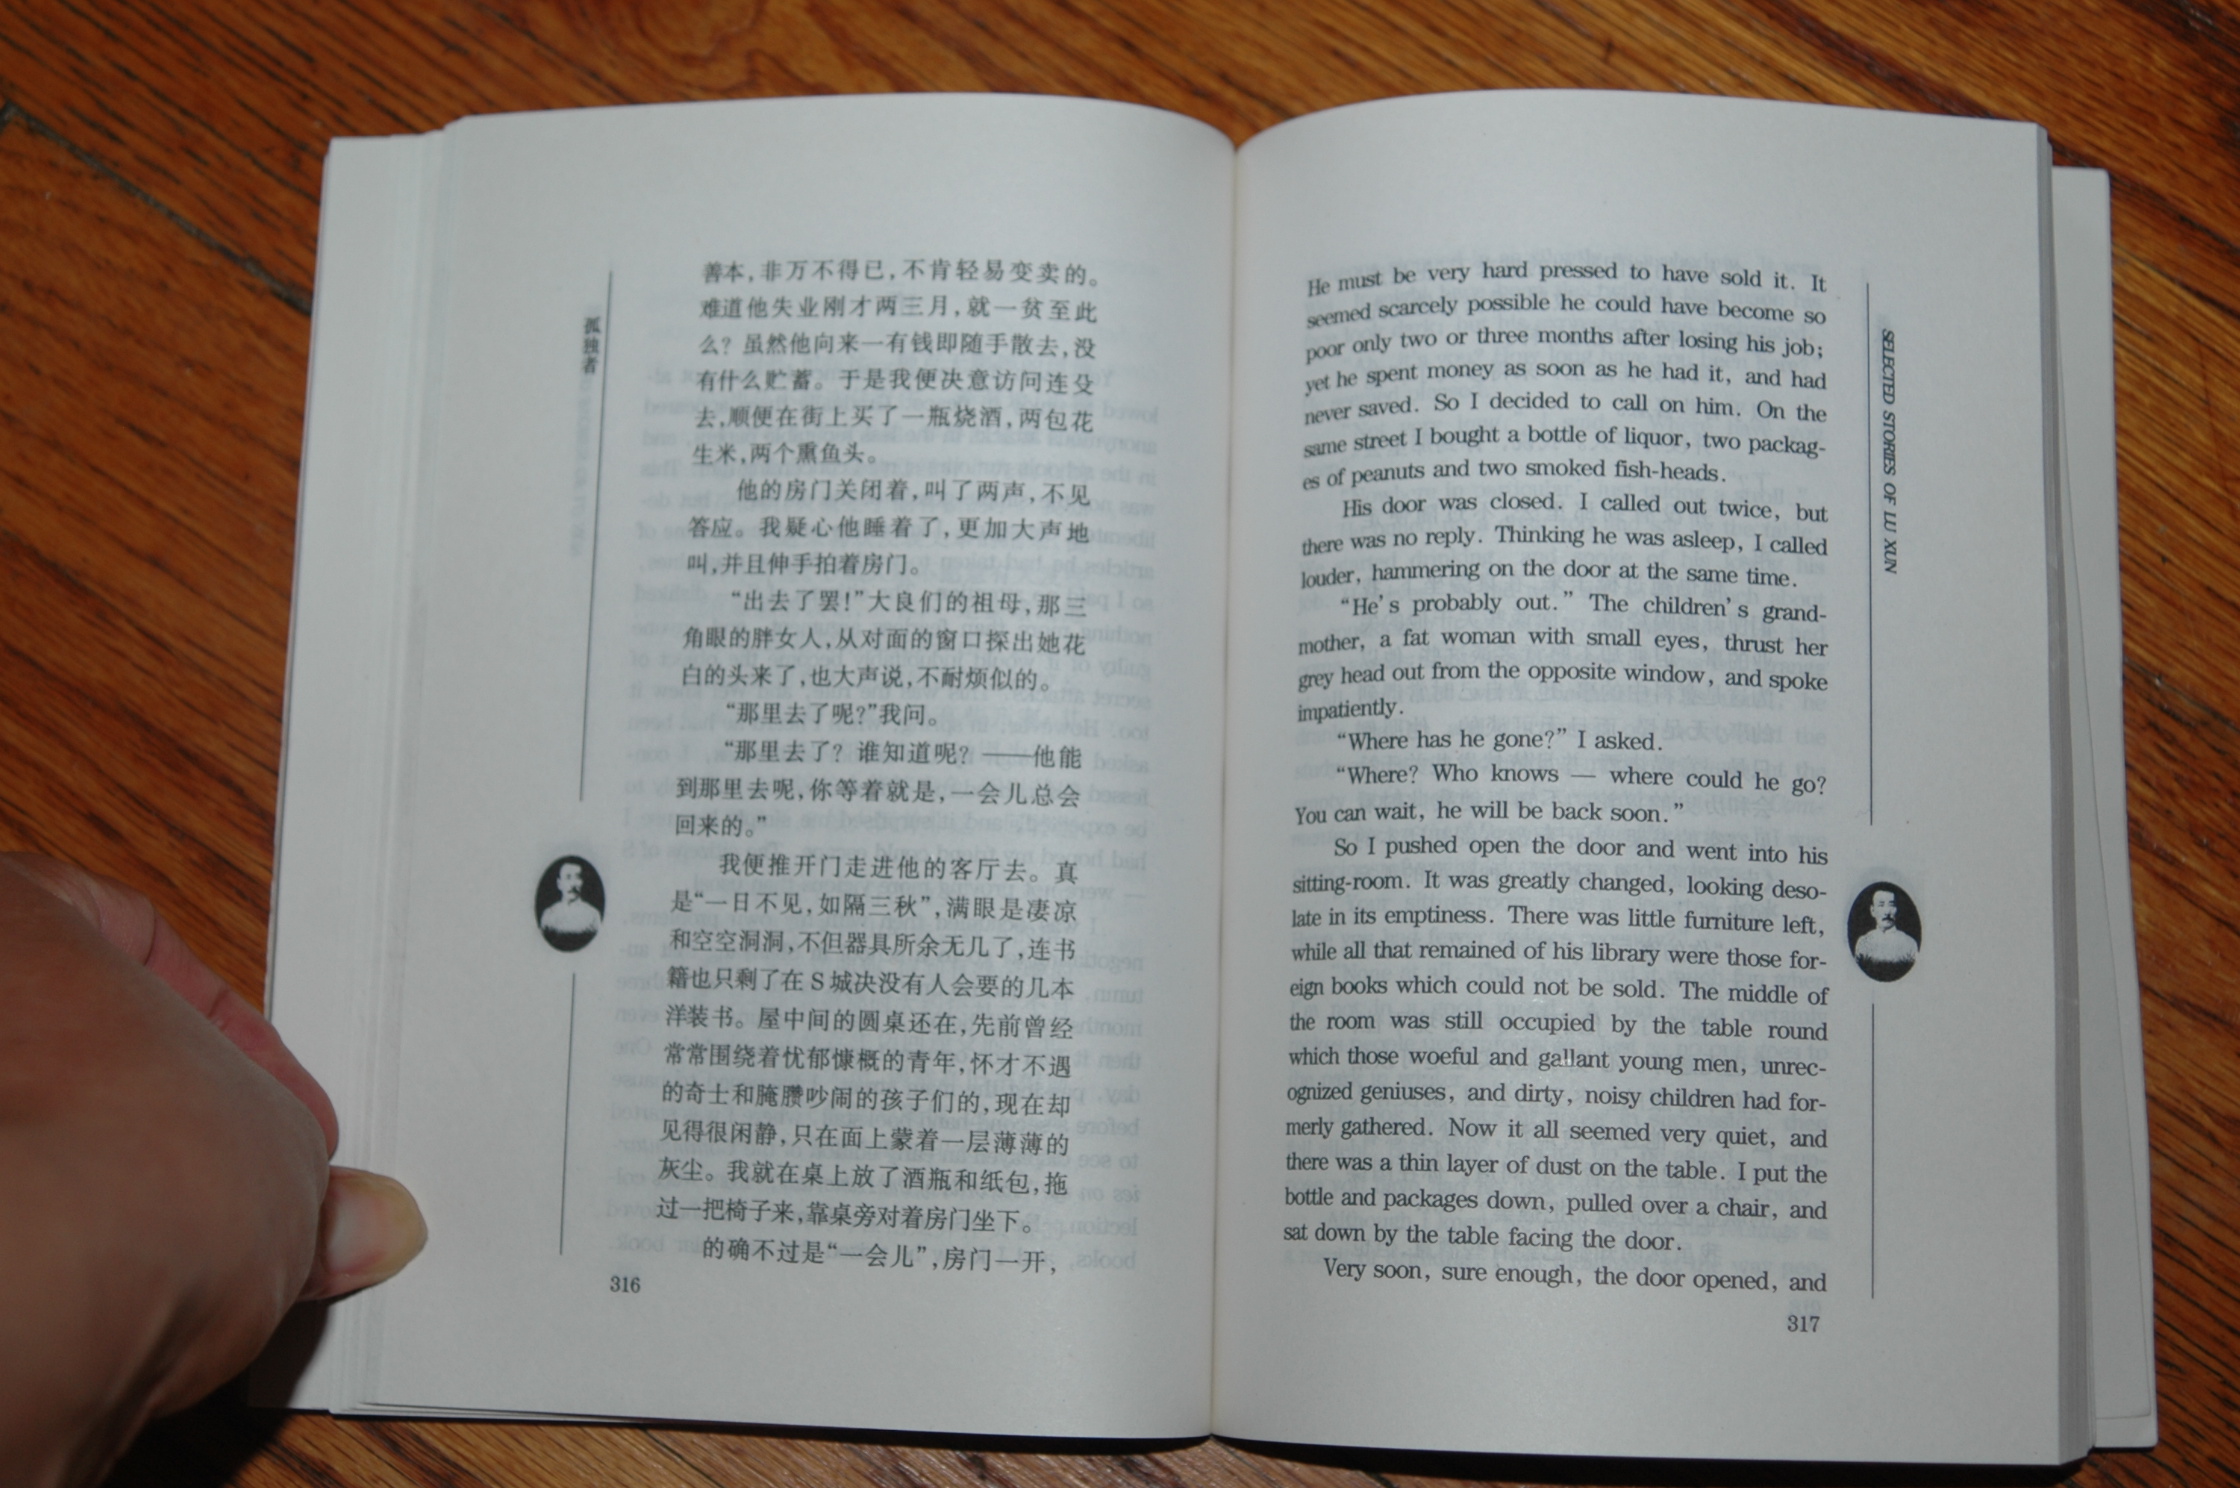 孤独者
善本，非万不得已，不肯轻易变卖的。
难道他失业刚才两三月，就一贫至此
么？虽然他向来一有钱即随手散去，没
有什么贮蓄。于是我便决意访问连殳
去，顺便在街上买了一瓶烧酒，两包花
生米，两个熏鱼头。
他的房门关闭着，叫了两声，不见
答应。我疑心他睡着了，更加大声地
叫，并且伸手拍着房门。
“出去了罢！”大良们的祖母，那三
角眼的胖女人，从对面的窗口探出她花
白的头来了，也大声说，不耐烦似的。
“那里去了呢？”我问。
“那里去了？谁知道呢？——他能
到那里去呢，你等着就是，一会儿总会
回来的。”
我便推开门走进他的客厅去。真
是“一日不见，如隔三秋”，满眼是凄凉
和空空洞洞，不但器具所余无几了，连书
籍也只剩了在S城决没有人会要的几本
洋装书。屋中间的圆桌还在，先前曾经
常常围绕着忧郁慷慨的青年，怀才不遇
的奇士和腌臜吵闹的孩子们的，现在却
见得很闲静，只在面上蒙着一层薄薄的
灰尘。我就在桌上放了酒瓶和纸包，拖
过一把椅子来，靠桌旁对着房门坐下。
的确不过是“一会儿”，房门一开，
316
He must be very hard pressed to have sold it. It
seemed scarcely possible he could have become so
poor only two or three months after losing his job;
yet he spent money as soon as he had it, and had
never saved. So I decided to call on him. On the
same street I bought a bottle of liquor, two packag-
es of peanuts and two smoked fish-heads.
His door was closed. I called out twice, but
there was no reply. Thinking he was asleep, I called
louder, hammering on the door at the same time.
“He's probably out.” The children's grand-
mother, a fat woman with small eyes, thrust her
grey head out from the opposite window, and spoke
impatiently.
“Where has he gone?” I asked.
“Where? Who knows — where could he go?
You can wait, he will be back soon.”
So I pushed open the door and went into his
sitting-room. It was greatly changed, looking deso-
late in its emptiness. There was little furniture left,
while all that remained of his library were those for-
eign books which could not be sold. The middle of
the room was still occupied by the table round
which those woeful and gallant young men, unrec-
ognized geniuses, and dirty, noisy children had for-
merly gathered. Now it all seemed very quiet, and
there was a thin layer of dust on the table. I put the
bottle and packages down, pulled over a chair, and
sat down by the table facing the door.
Very soon, sure enough, the door opened, and
317
SELECTED STORIES OF LU XUN